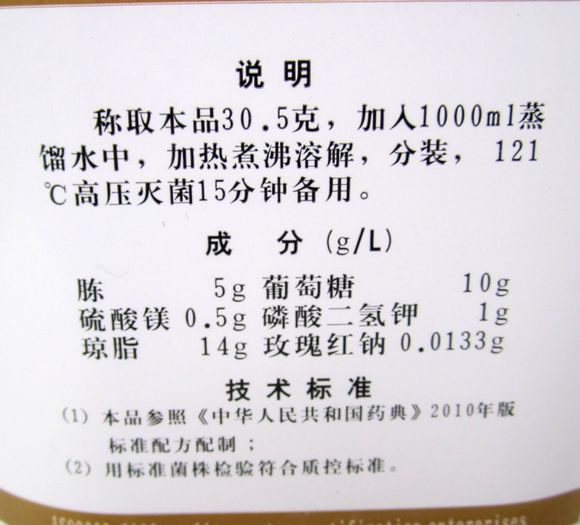 说明
称取本品30.5克，加入1000ml蒸
馏水中，加热煮沸溶解，分装，121
℃高压灭菌15分钟备用。
成 分 (g/L)
胨 5g 葡萄糖 10g
硫酸镁 0.5g 磷酸二氢钾 1g
琼脂 14g 玫瑰红钠 0.0133g
技术标准
(1) 本品参照《中华人民共和国药典》2010年版
标准配方配制；
(2) 用标准菌株检验符合质控标准。